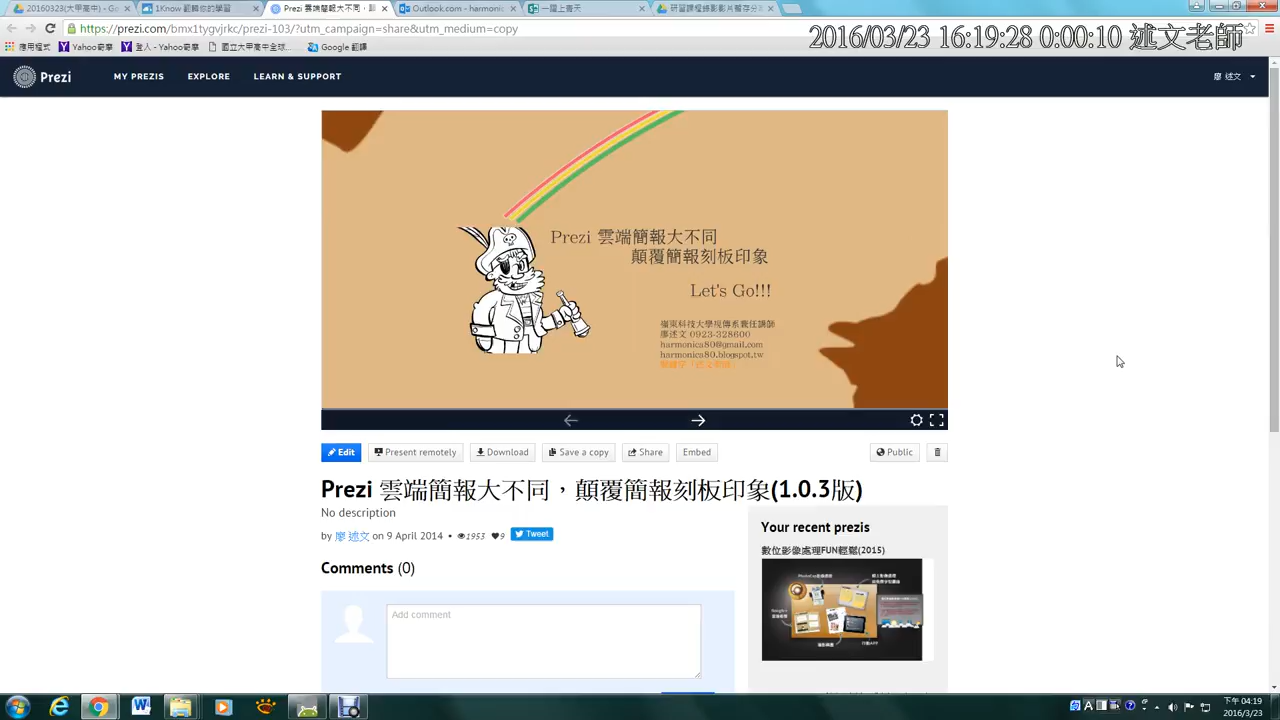 20160323(大甲高中) - Go
1Know 翻轉你的學習
Prezi 雲端簡報大不同，
Outlook.com - harmonic
一躍上青天
研習課程錄影影片暫存
https://prezi.com/bmx1tygvjrkc/prezi-103/?utm_campaign=share&utm_medium=copy
2016/03/23 16:19:28 0:00:10 述文老師
應用程式
Yahoo奇摩
登入 - Yahoo奇摩
國立大甲高中全球...
Google 翻譯
Prezi
MY PREZIS
EXPLORE
LEARN & SUPPORT
廖 述文
Prezi 雲端簡報大不同
顛覆簡報刻板印象
Let's Go!!!
嶺東科技大學視傳系兼任講師
廖述文 0923-328600
harmonica80@gmail.com
harmonica80.blogspot.tw
Edit
Present remotely
Download
Save a copy
Share
Embed
Public
Prezi 雲端簡報大不同，顛覆簡報刻板印象(1.0.3版)
No description
by 廖 述文 on 9 April 2014 • 1953 9
Tweet
Your recent prezis
數位影像處理FUN輕鬆(2015)
Comments (0)
Add comment
下午 04:19
2016/3/23